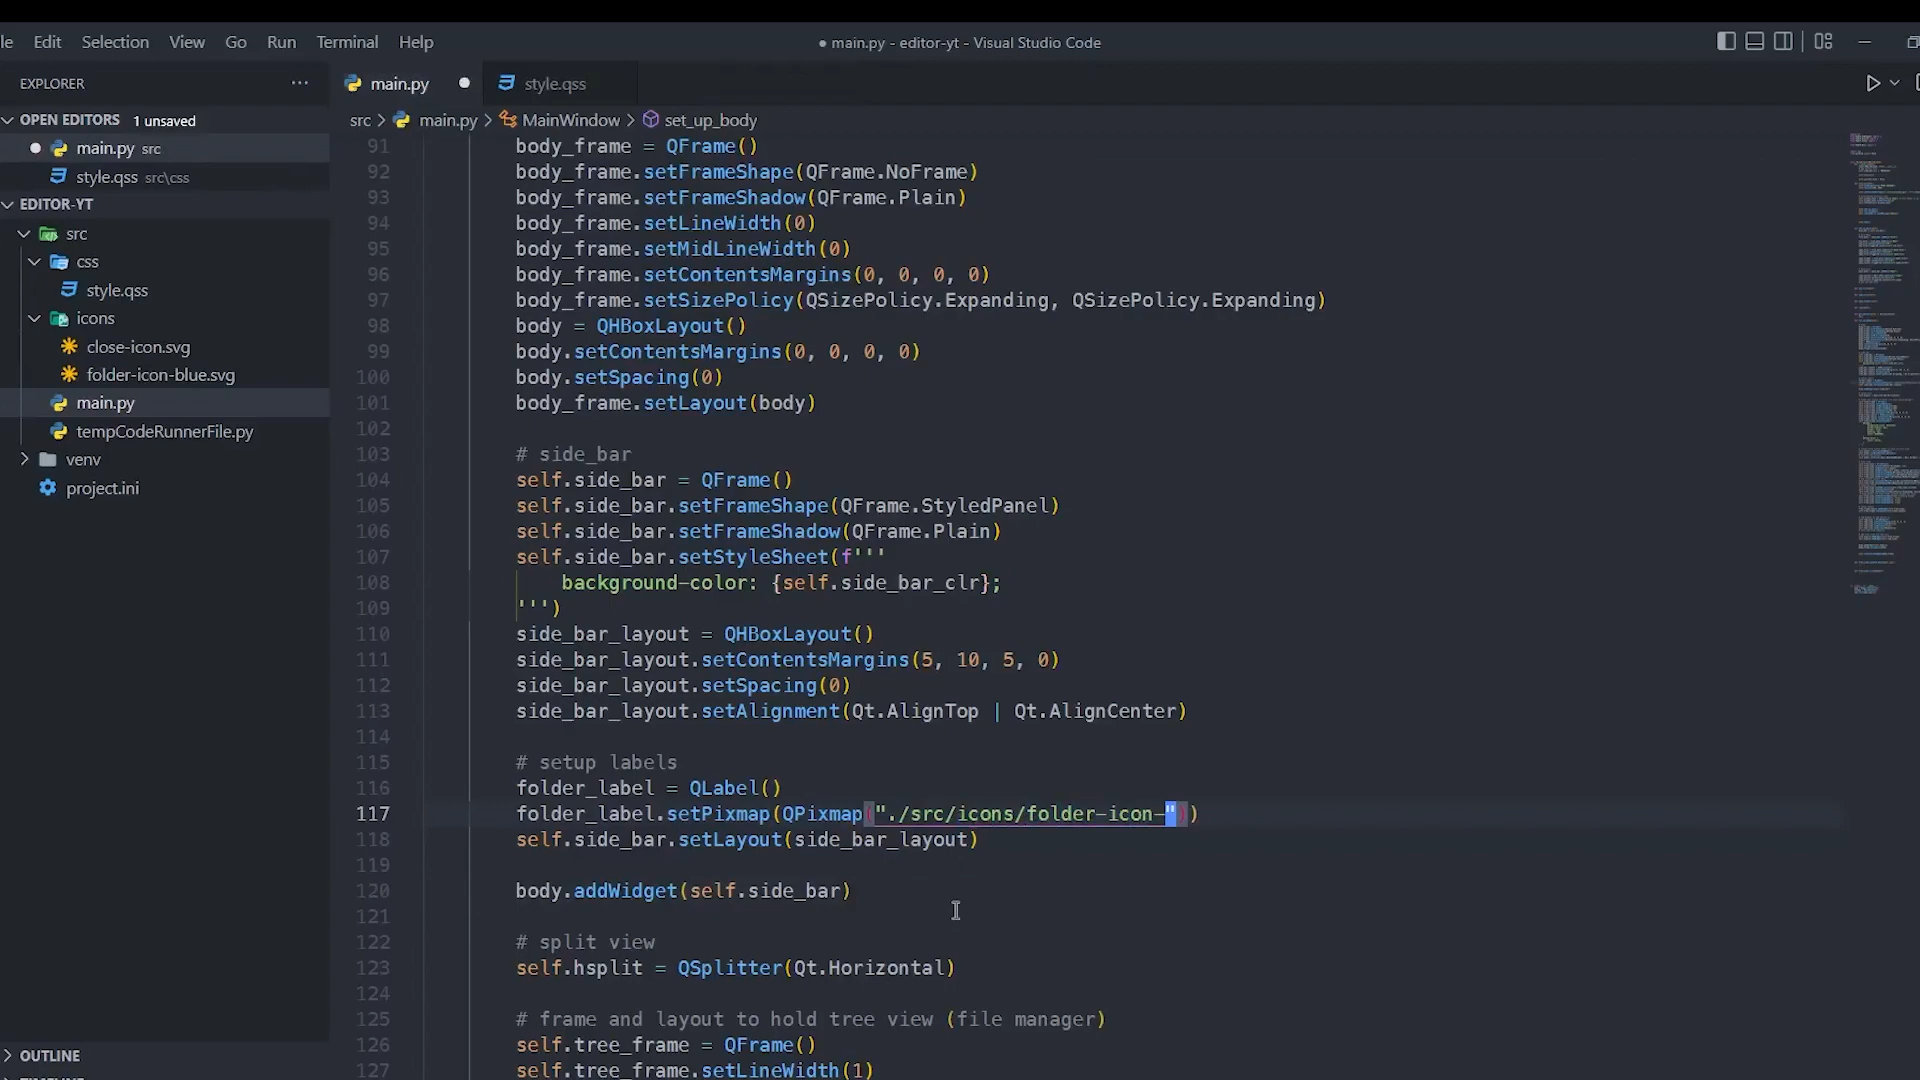 le Edit Selection View Go Run Terminal Help
● main.py - editor-yt - Visual Studio Code
EXPLORER
OPEN EDITORS 1 unsaved
main.py src
style.qss src\css
EDITOR-YT
src
css
style.qss
icons
close-icon.svg
folder-icon-blue.svg
main.py
tempCodeRunnerFile.py
venv
project.ini
OUTLINE
main.py
style.qss
src > main.py > MainWindow > set_up_body
91 body_frame = QFrame()
92 body_frame.setFrameShape(QFrame.NoFrame)
93 body_frame.setFrameShadow(QFrame.Plain)
94 body_frame.setLineWidth(0)
95 body_frame.setMidLineWidth(0)
96 body_frame.setContentsMargins(0, 0, 0, 0)
97 body_frame.setSizePolicy(QSizePolicy.Expanding, QSizePolicy.Expanding)
98 body = QHBoxLayout()
99 body.setContentsMargins(0, 0, 0, 0)
100 body.setSpacing(0)
101 body_frame.setLayout(body)
102
103 # side_bar
104 self.side_bar = QFrame()
105 self.side_bar.setFrameShape(QFrame.StyledPanel)
106 self.side_bar.setFrameShadow(QFrame.Plain)
107 self.side_bar.setStyleSheet(f'''
108 background-color: {self.side_bar_clr};
109 ''')
110 side_bar_layout = QHBoxLayout()
111 side_bar_layout.setContentsMargins(5, 10, 5, 0)
112 side_bar_layout.setSpacing(0)
113 side_bar_layout.setAlignment(Qt.AlignTop | Qt.AlignCenter)
114
115 # setup labels
116 folder_label = QLabel()
117 folder_label.setPixmap(QPixmap("./src/icons/folder-icon-"))
118 self.side_bar.setLayout(side_bar_layout)
119
120 body.addWidget(self.side_bar)
121
122 # split view
123 self.hsplit = QSplitter(Qt.Horizontal)
124
125 # frame and layout to hold tree view (file manager)
126 self.tree_frame = QFrame()
127 self.tree_frame.setLineWidth(1)